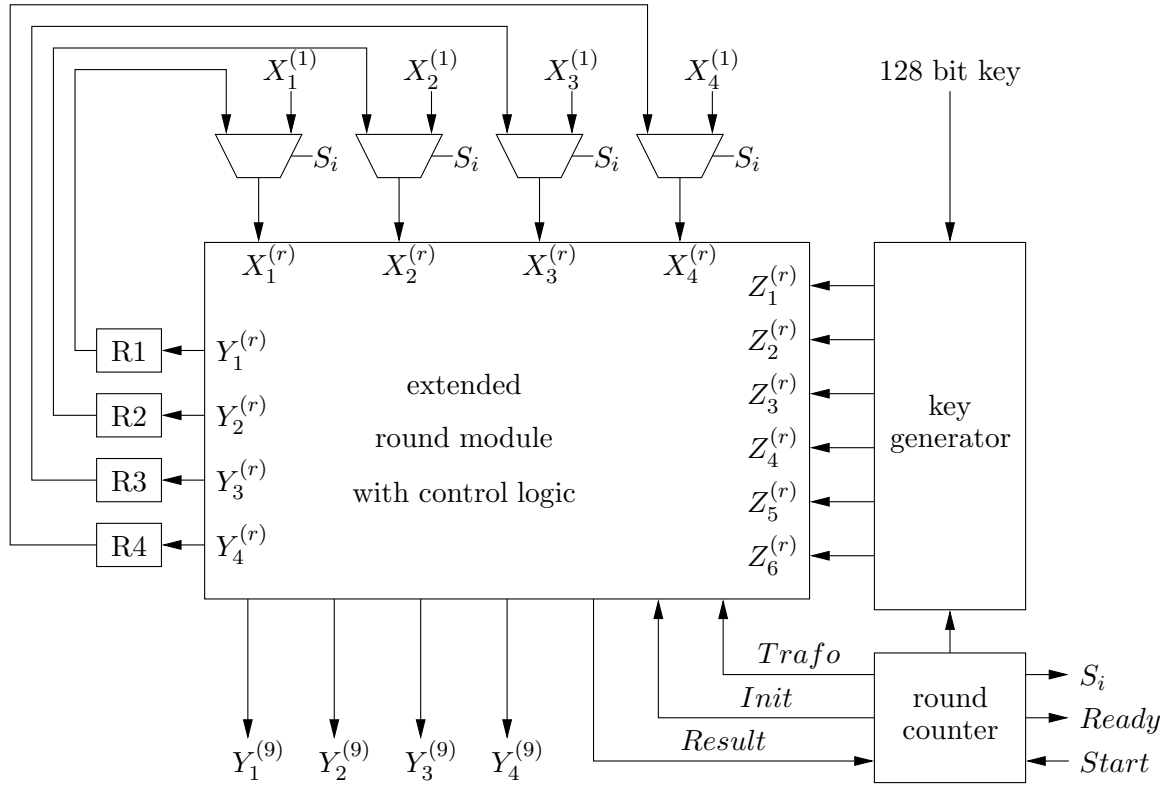 X_1^{(1)} X_2^{(1)} X_3^{(1)} X_4^{(1)} 128 bit key
S_i S_i S_i S_i
X_1^{(r)} X_2^{(r)} X_3^{(r)} X_4^{(r)}
Z_1^{(r)}
Z_2^{(r)}
Z_3^{(r)}
Z_4^{(r)}
Z_5^{(r)}
Z_6^{(r)}
R1 Y_1^{(r)}
R2 Y_2^{(r)}
R3 Y_3^{(r)}
R4 Y_4^{(r)}
extended
round module
with control logic
key
generator
Trafo
Init
Result
round
counter
S_i
Ready
Start
Y_1^{(9)} Y_2^{(9)} Y_3^{(9)} Y_4^{(9)}